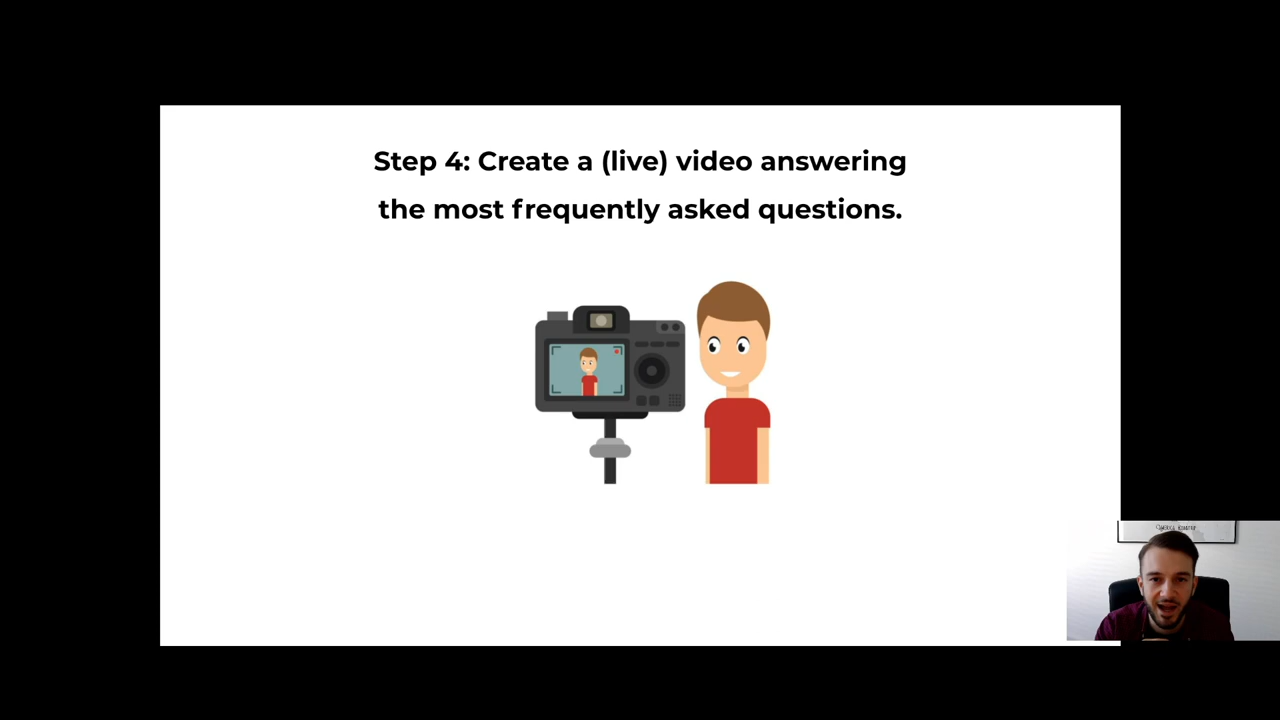 Step 4: Create a (live) video answering
the most frequently asked questions.